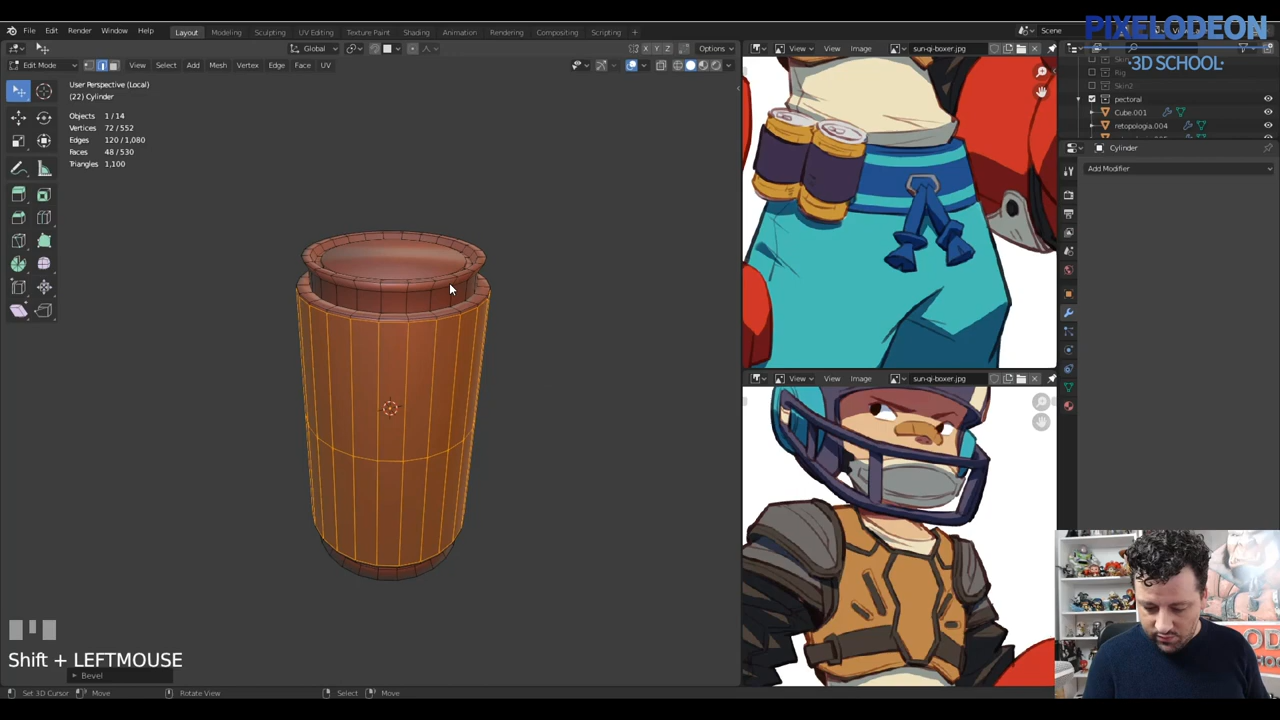 File Edit Render Window Help Layout Modeling Sculpting UV Editing Texture Paint Shading Animation Rendering Compositing Scripting + Scene
PIXELODEON
·3D SCHOOL·
Global Options
View Image sun-qi-boxer.jpg
Edit Mode View Select Add Mesh Vertex Edge Face UV
User Perspective (Local)
(22) Cylinder
Objects 1/14
Vertices 72/552
Edges 120/1,080
Faces 48/530
Triangles 1,100
Rig
Skin2
pectoral
Cube.001
retopologia.004
Cylinder
Add Modifier
View View Image sun-qi-boxer.jpg
Shift + LEFTMOUSE
Bevel
Set 3D Cursor Move Rotate View Select Move